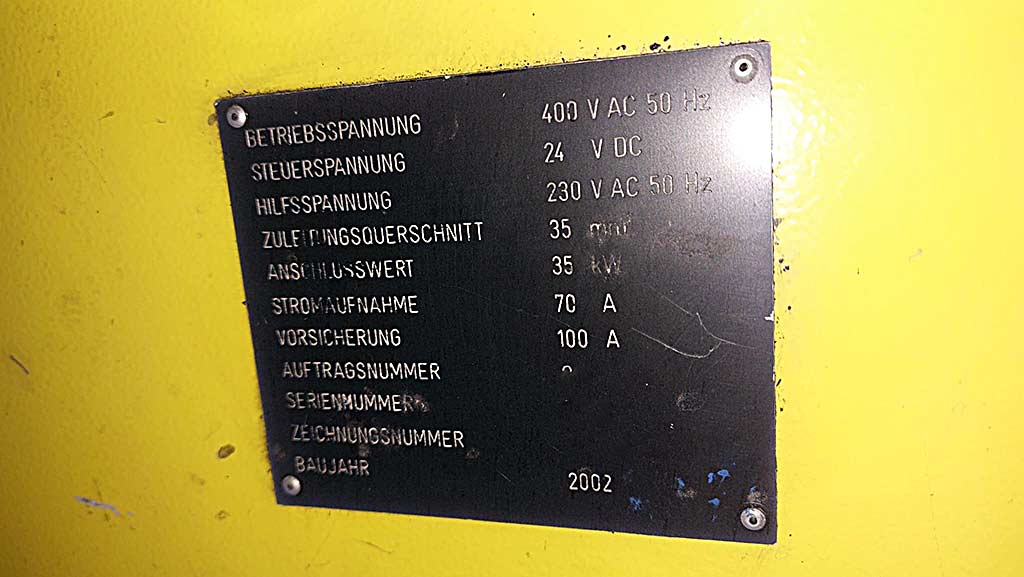 BETRIEBSSPANNUNG 400 V AC 50 Hz
STEUERSPANNUNG 24 V DC
HILFSSPANNUNG 230 V AC 50 Hz
ZULEITUNGSQUERSCHNITT 35 mm²
ANSCHLUSSWERT 35 kW
STROMAUFNAHME 70 A
VORSICHERUNG 100 A
AUFTRAGSNUMMER
SERIENNUMMER
ZEICHNUNGSNUMMER
BAUJAHR 2002